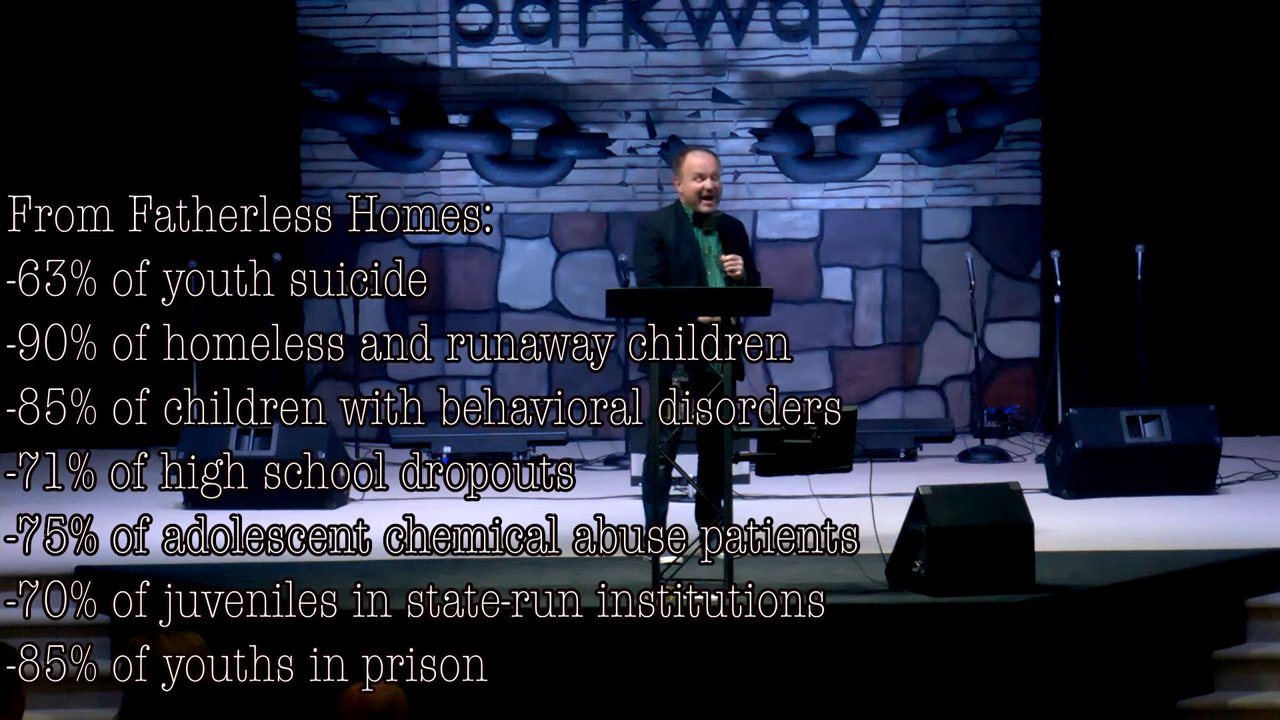 parkway
From Fatherless Homes:
-63% of youth suicide
-90% of homeless and runaway children
-85% of children with behavioral disorders
-71% of high school dropouts
-75% of adolescent chemical abuse patients
-70% of juveniles in state-run institutions
-85% of youths in prison